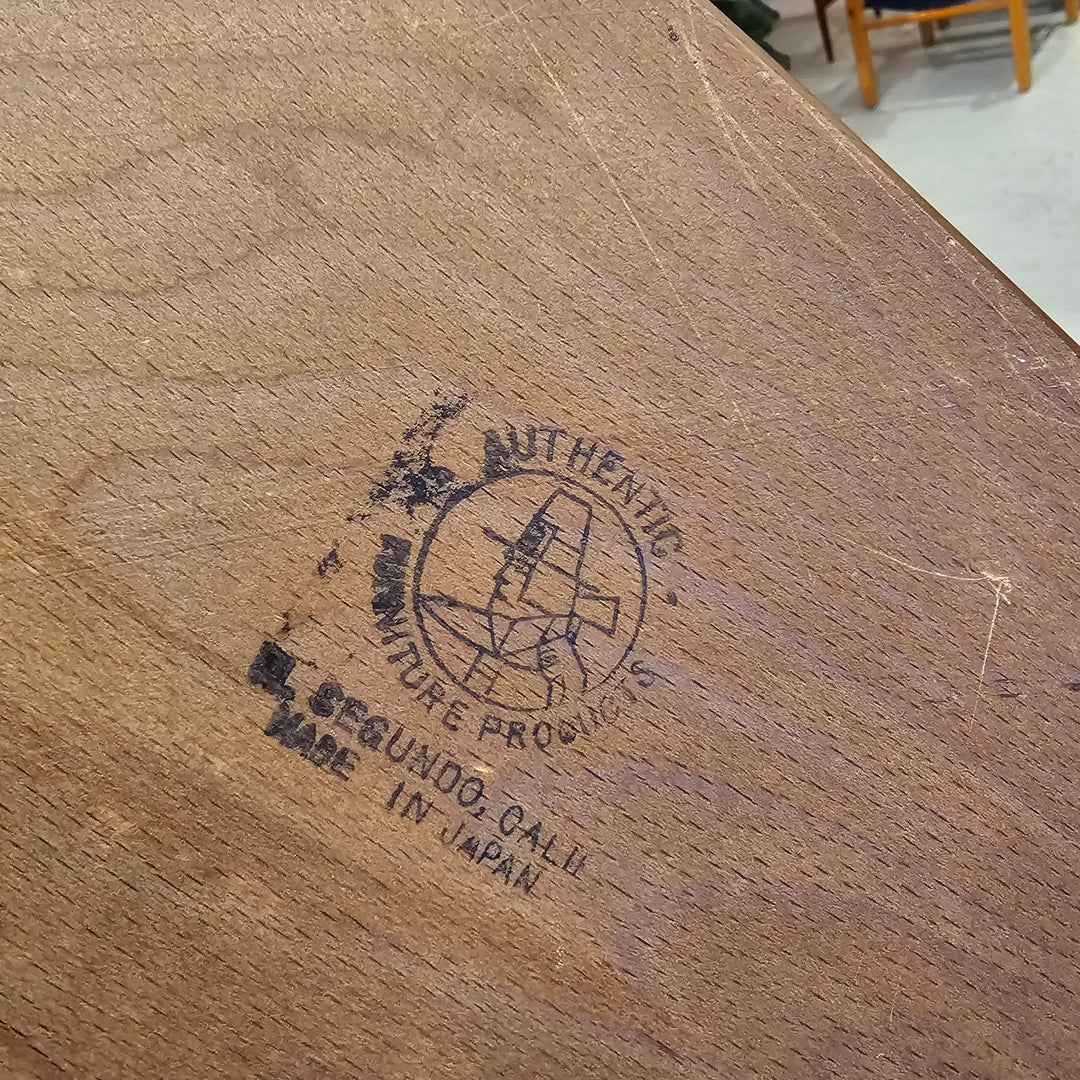 AUTHENTIC
FURNITURE PRODUCTS
EL SEGUNDO, CALIF
MADE IN JAPAN